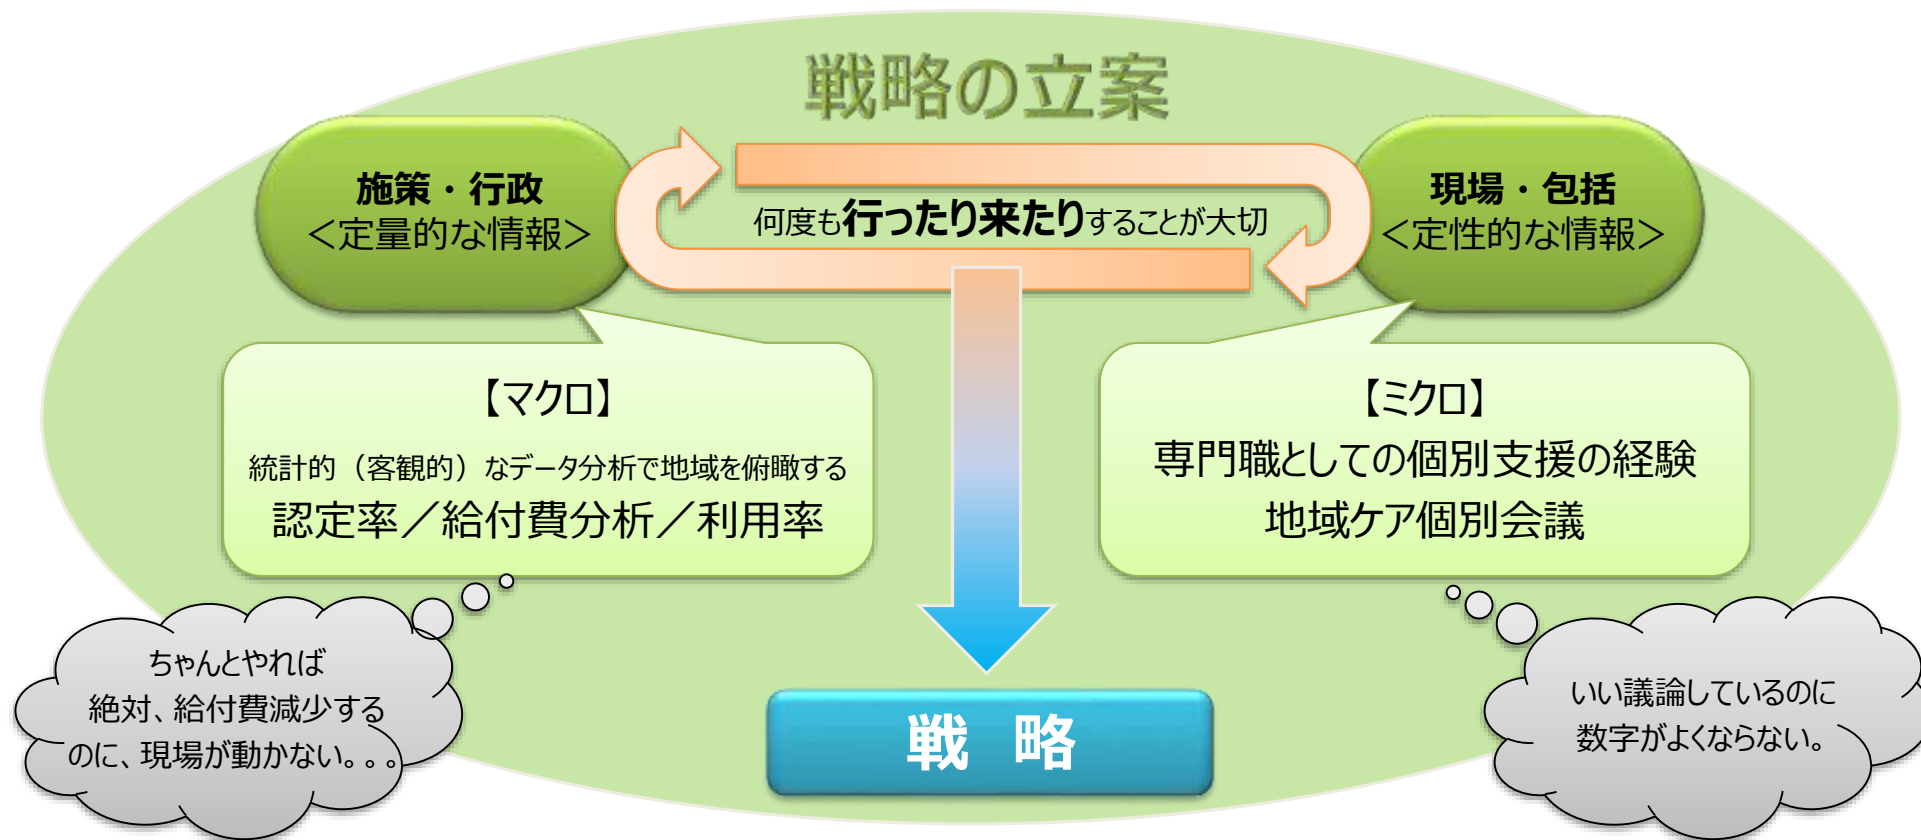 戦略の立案
施策・行政
＜定量的な情報＞
何度も行ったり来たりすることが大切
現場・包括
＜定性的な情報＞
【マクロ】
統計的（客観的）なデータ分析で地域を俯瞰する
認定率／給付費分析／利用率
【ミクロ】
専門職としての個別支援の経験
地域ケア個別会議
ちゃんとやれば
絶対、給付費減少する
のに、現場が動かない。。。
いい議論しているのに
数字がよくならない。
戦　略